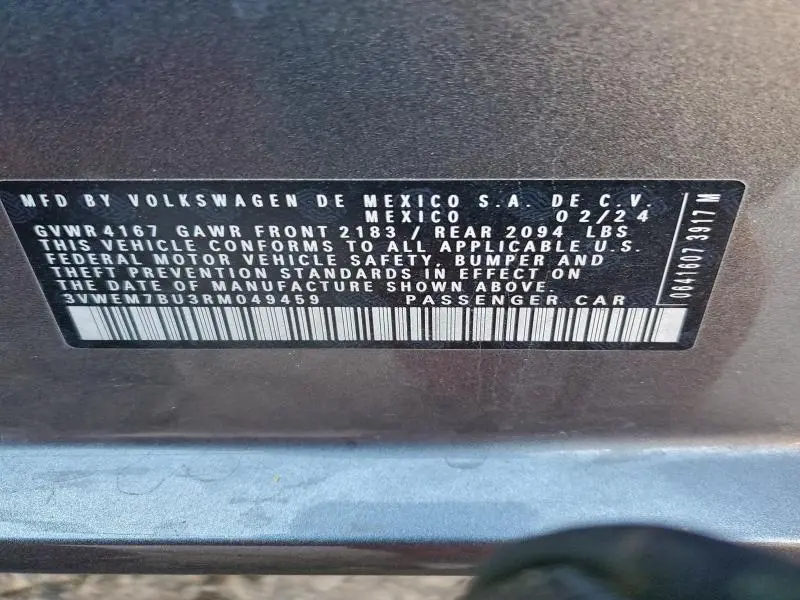 MFD BY VOLKSWAGEN DE MEXICO S.A. DE C.V.
MEXICO 02/24
GVWR 4167 GAWR FRONT 2183 / REAR 2094 LBS
THIS VEHICLE CONFORMS TO ALL APPLICABLE U.S.
FEDERAL MOTOR VEHICLE SAFETY, BUMPER AND
THEFT PREVENTION STANDARDS IN EFFECT ON
THE DATE OF MANUFACTURE SHOWN ABOVE.
3VWEM7BU3RM049459 PASSENGER CAR
0641607 3917 M